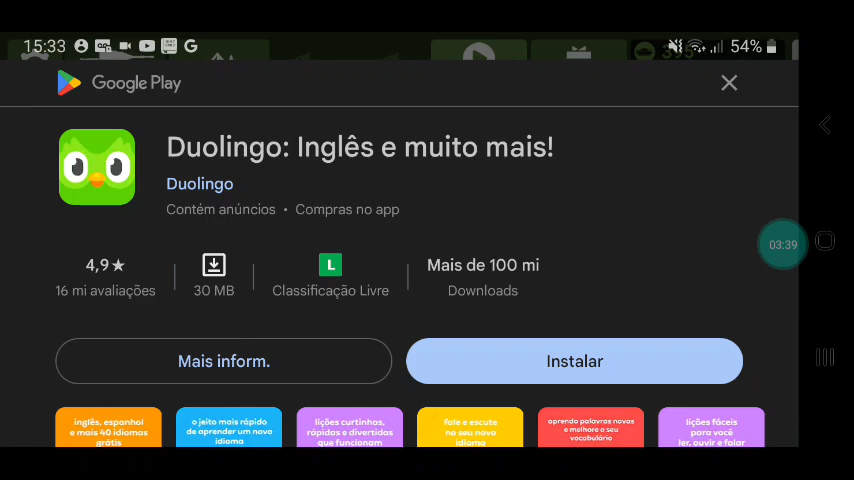 15:33
54%
Google Play
Duolingo: Inglês e muito mais!
Duolingo
Contém anúncios • Compras no app
4,9★
L
Mais de 100 mi
16 mi avaliações
30 MB
Classificação Livre
Downloads
03:39
Mais inform.
Instalar
inglês, espanhol
e mais 40 idiomas
grátis
o jeito mais rápido
de aprender um novo
idioma
lições curtinhas,
rápidas e divertidas
que funcionam
fale e escute
no seu novo
idioma
aprenda palavras novas
e melhore o seu
vocabulário
lições fáceis
para você
ler, ouvir e falar